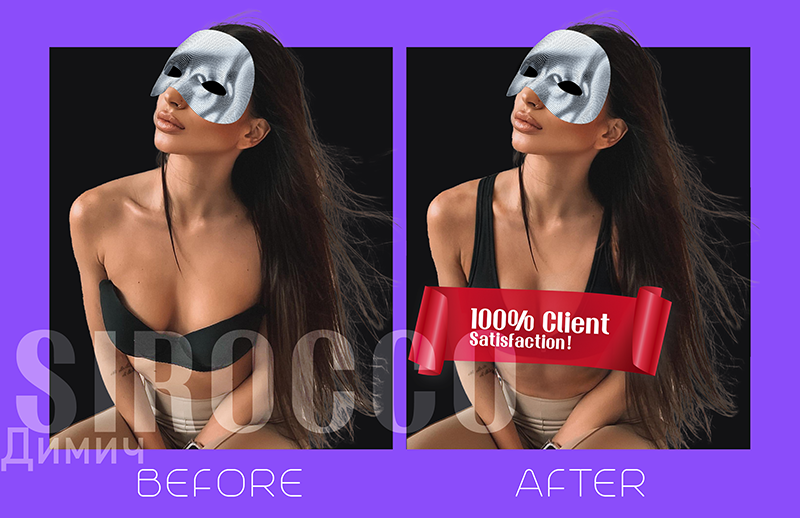 100% Client
Satisfaction!
SIROCCO
Димич
BEFORE
AFTER